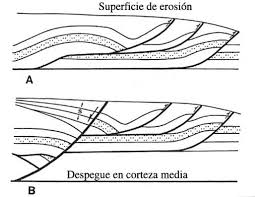 Superficie de erosión
A
Despegue en corteza media
B